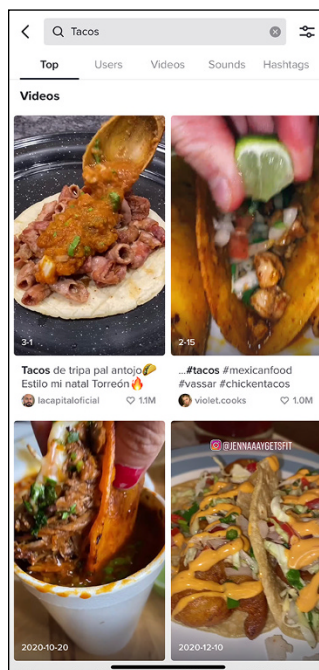 Tacos
Top Users Videos Sounds Hashtags
Videos
3-1
2-15
Tacos de tripa pal antojo🌮
Estilo mi natal Torreón🔥
lacapitaloficial 1.1M
...#tacos #mexicanfood
#vassar #chickentacos
violet.cooks 1.0M
@JENNAAAYGETSFIT
2020-10-20
2020-12-10